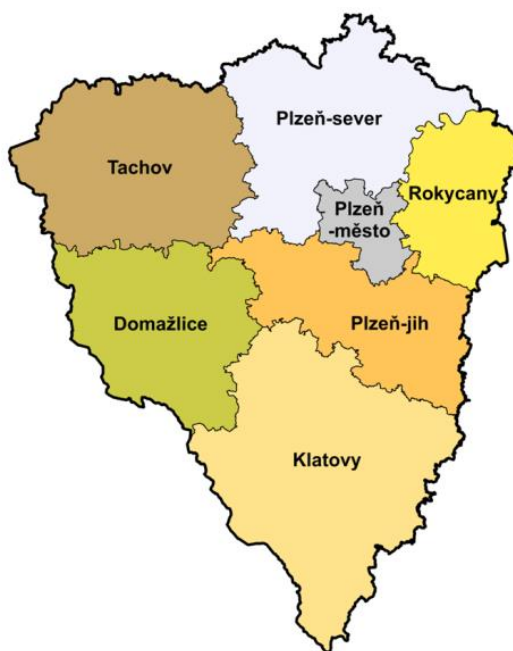 Plzeň-sever
Tachov
Rokycany
Plzeň
-město
Domažlice
Plzeň-jih
Klatovy